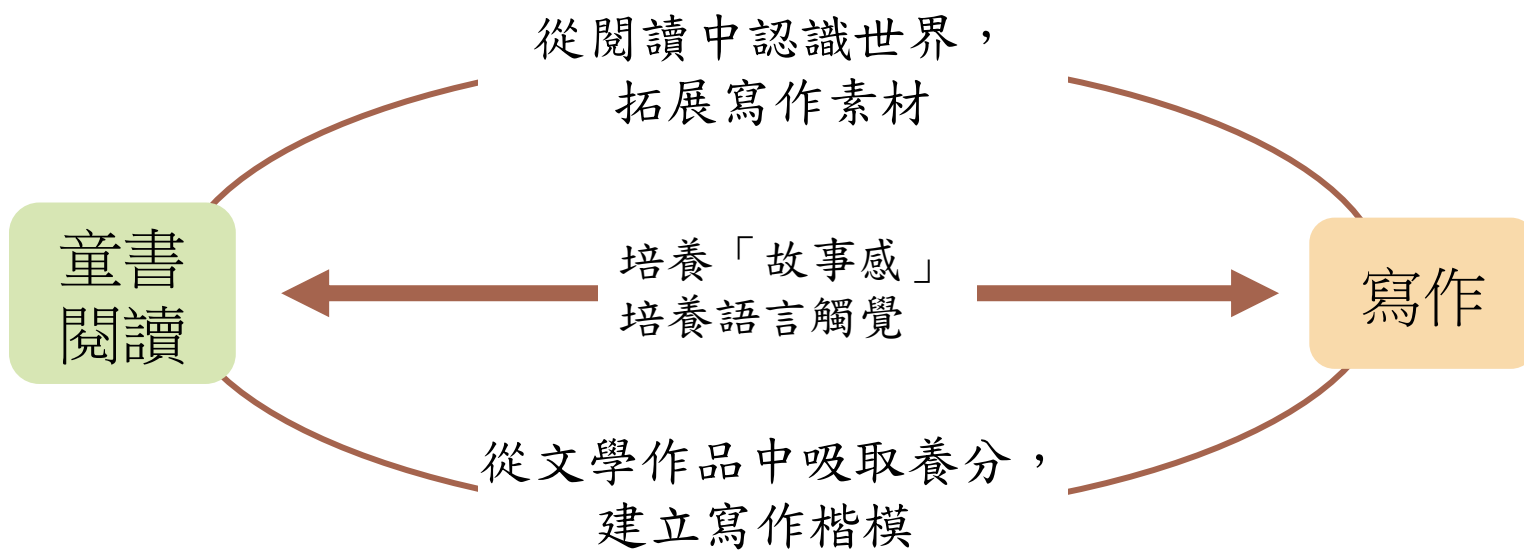 從閱讀中認識世界，
拓展寫作素材
童書
閱讀
培養「故事感」
培養語言觸覺
寫作
從文學作品中吸取養分，
建立寫作楷模